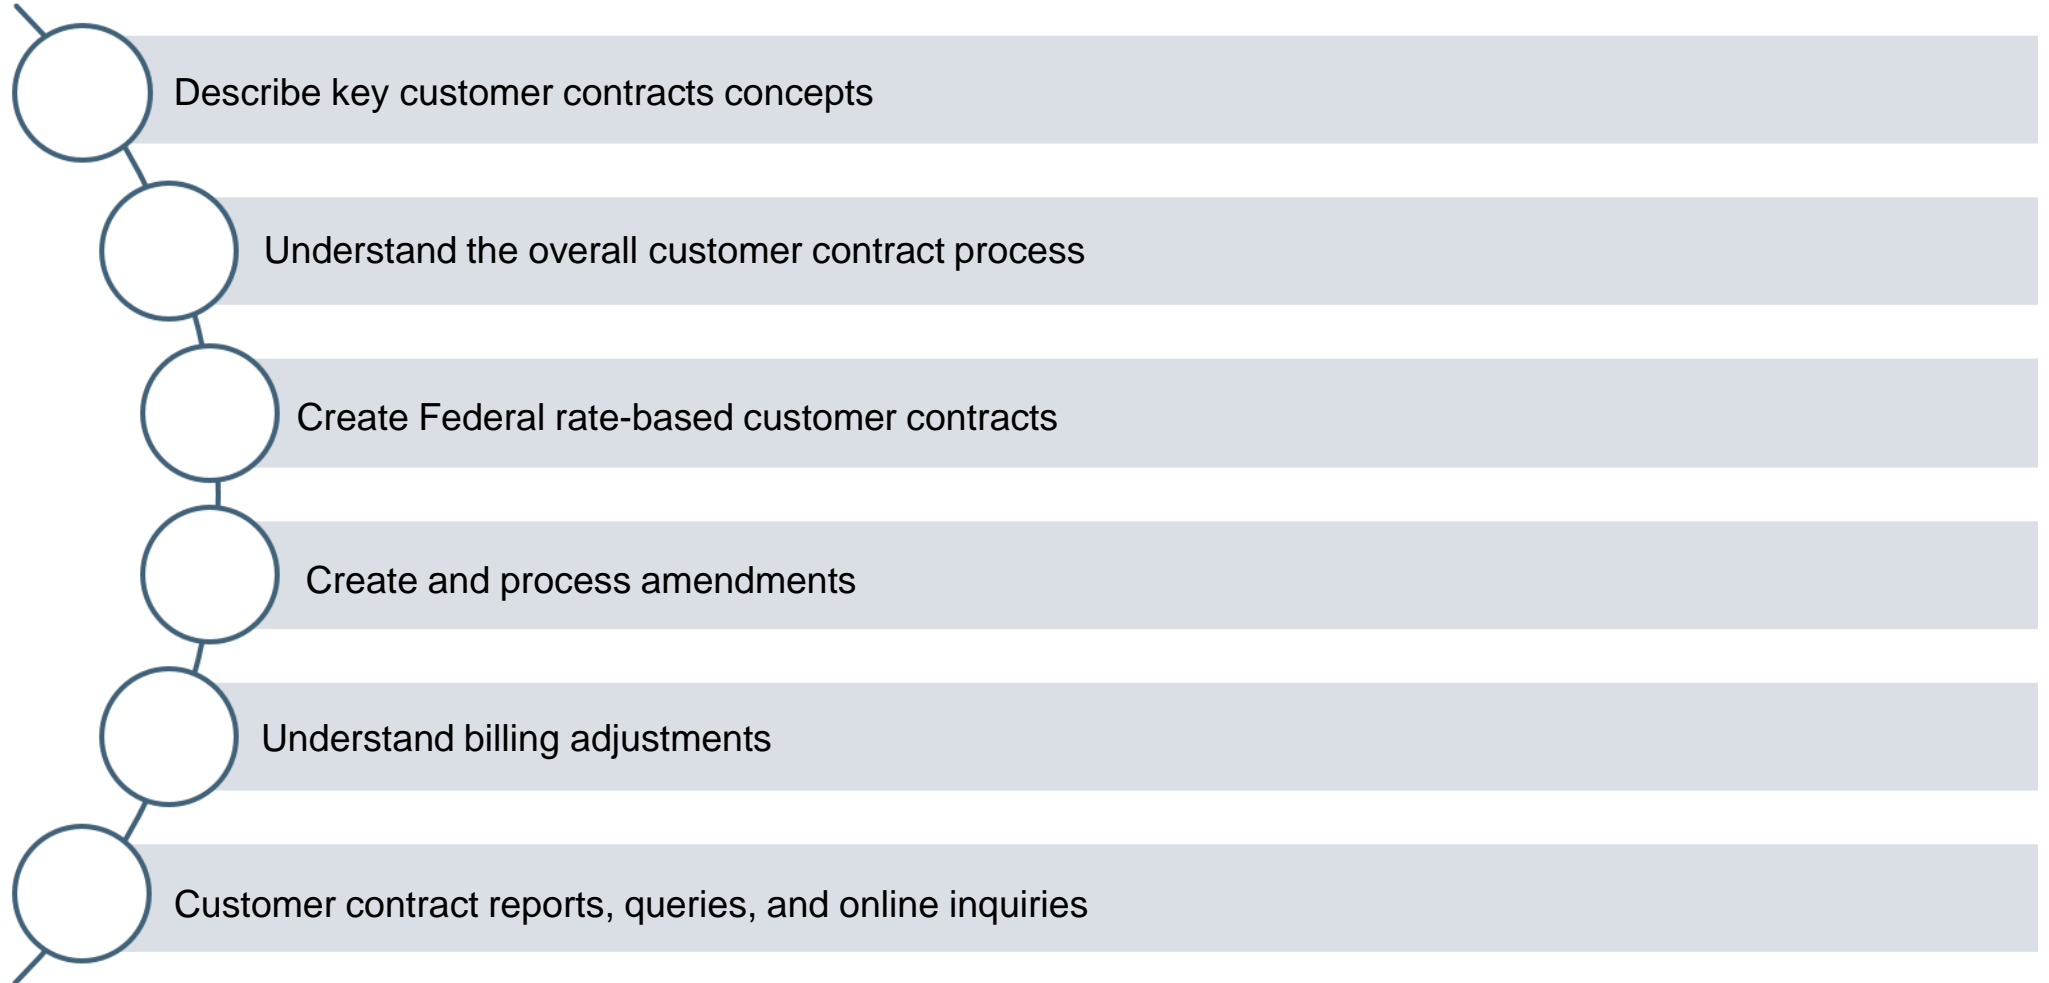 Describe key customer contracts concepts
Understand the overall customer contract process
Create Federal rate-based customer contracts
Create and process amendments
Understand billing adjustments
Customer contract reports, queries, and online inquiries